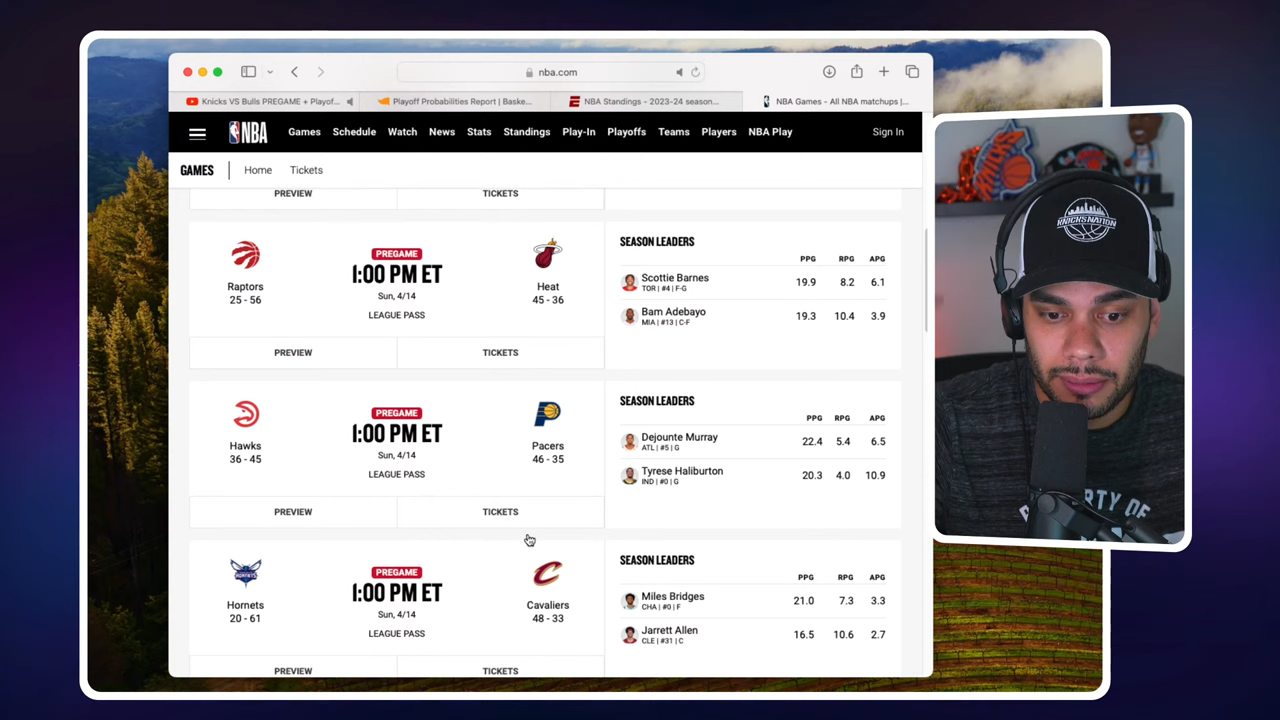 nba.com
Knicks VS Bulls PREGAME + Playof...
Playoff Probabilities Report | Baske...
NBA Standings - 2023-24 season...
NBA Games - All NBA matchups |...
NBA
Games
Schedule
Watch
News
Stats
Standings
Play-In
Playoffs
Teams
Players
NBA Play
Sign In
GAMES
Home
Tickets
PREVIEW
TICKETS
Raptors
25 - 56
PREGAME
1:00 PM ET
Sun, 4/14
LEAGUE PASS
Heat
45 - 36
SEASON LEADERS
PPG RPG APG
Scottie Barnes 19.9 8.2 6.1
TOR | #4 | F-G
Bam Adebayo 19.3 10.4 3.9
MIA | #13 | C-F
PREVIEW
TICKETS
Hawks
36 - 45
PREGAME
1:00 PM ET
Sun, 4/14
LEAGUE PASS
Pacers
46 - 35
SEASON LEADERS
PPG RPG APG
Dejounte Murray 22.4 5.4 6.5
ATL | #5 | G
Tyrese Haliburton 20.3 4.0 10.9
IND | #0 | G
PREVIEW
TICKETS
Hornets
20 - 61
PREGAME
1:00 PM ET
Sun, 4/14
LEAGUE PASS
Cavaliers
48 - 33
SEASON LEADERS
PPG RPG APG
Miles Bridges 21.0 7.3 3.3
CHA | #0 | F
Jarrett Allen 16.5 10.6 2.7
CLE | #31 | C
PREVIEW
TICKETS
KNICKS
KNICKSNATION